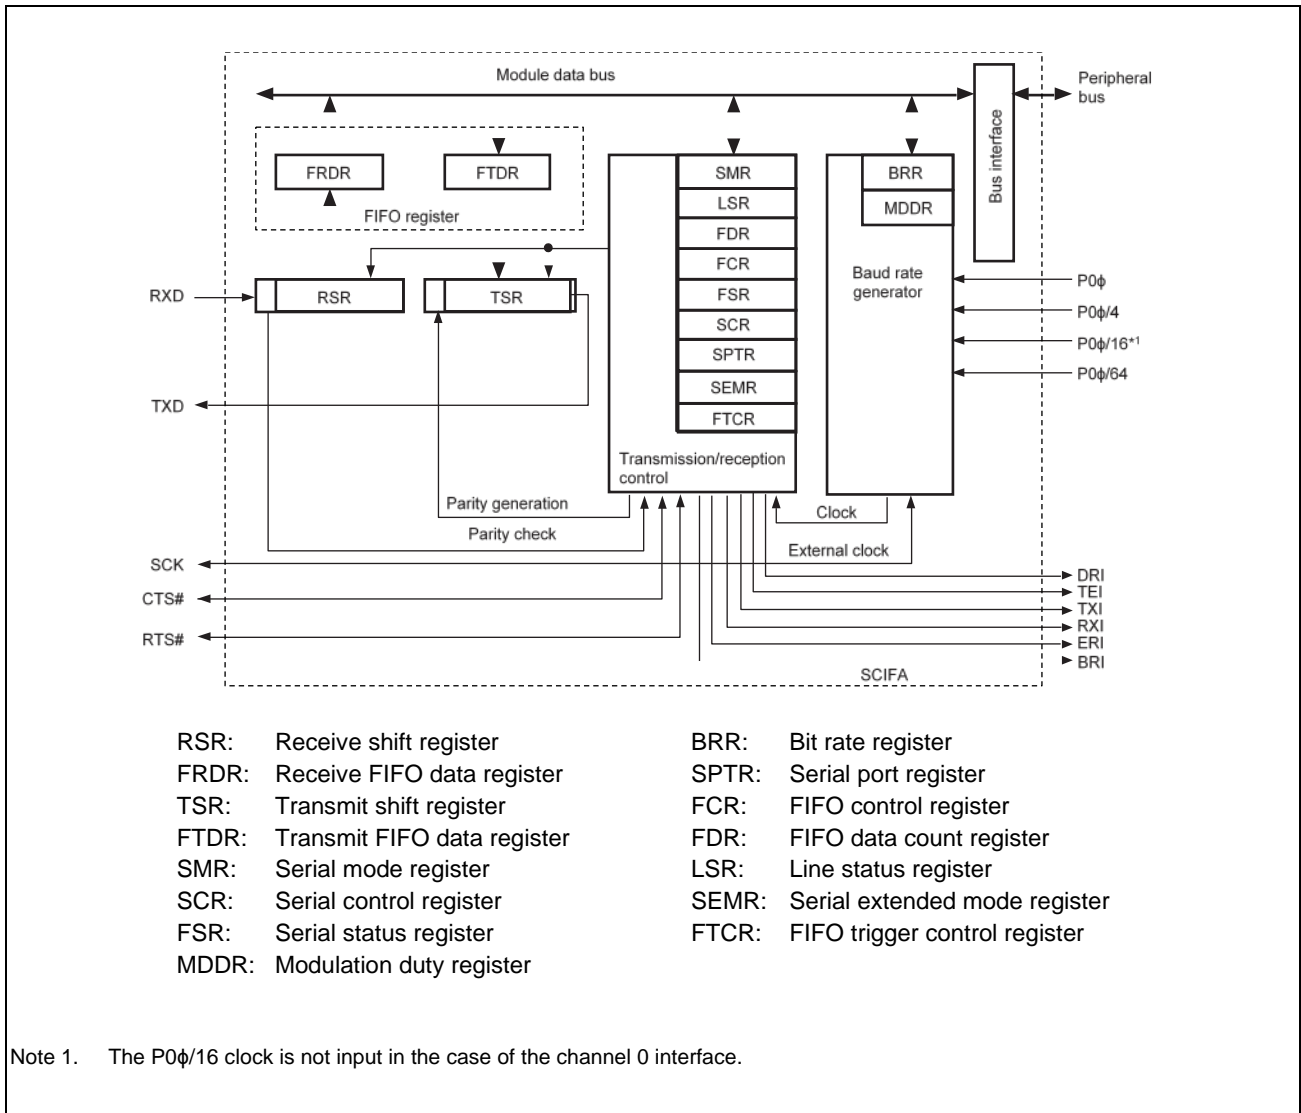 Module data bus
Peripheral
bus
Bus interface
FRDR
FTDR
FIFO register
SMR
LSR
FDR
FCR
FSR
SCR
SPTR
SEMR
FTCR
Transmission/reception
control
BRR
MDDR
Baud rate
generator
P0ϕ
P0ϕ/4
P0ϕ/16*1
P0ϕ/64
RXD
RSR
TSR
TXD
Parity generation
Parity check
Clock
External clock
SCK
CTS#
RTS#
DRI
TEI
TXI
RXI
ERI
BRI
SCIFA
RSR: Receive shift register
FRDR: Receive FIFO data register
TSR: Transmit shift register
FTDR: Transmit FIFO data register
SMR: Serial mode register
SCR: Serial control register
FSR: Serial status register
MDDR: Modulation duty register
BRR: Bit rate register
SPTR: Serial port register
FCR: FIFO control register
FDR: FIFO data count register
LSR: Line status register
SEMR: Serial extended mode register
FTCR: FIFO trigger control register
Note 1. The P0ϕ/16 clock is not input in the case of the channel 0 interface.